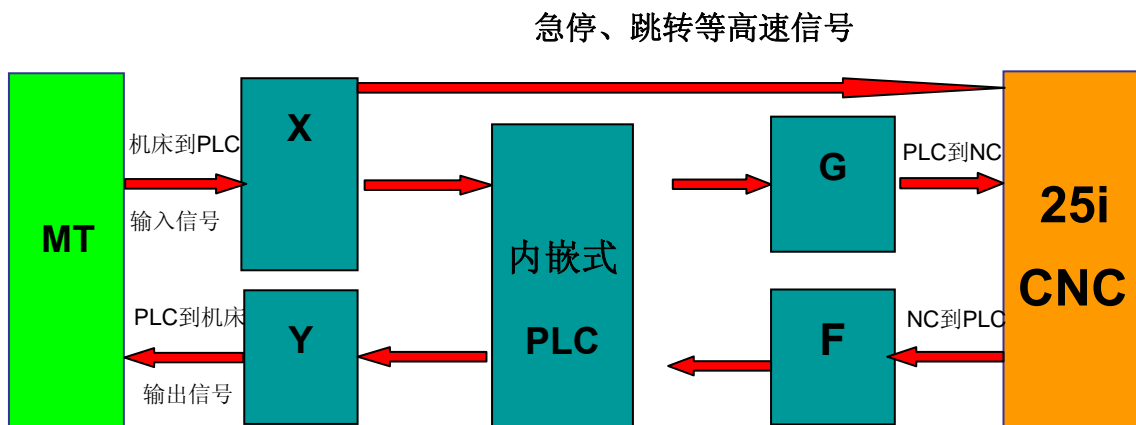 急停、跳转等高速信号
机床到PLC
X
输入信号
MT
内嵌式
PLC
PLC到机床
Y
输出信号
G
PLC到NC
F
NC到PLC
25i
CNC